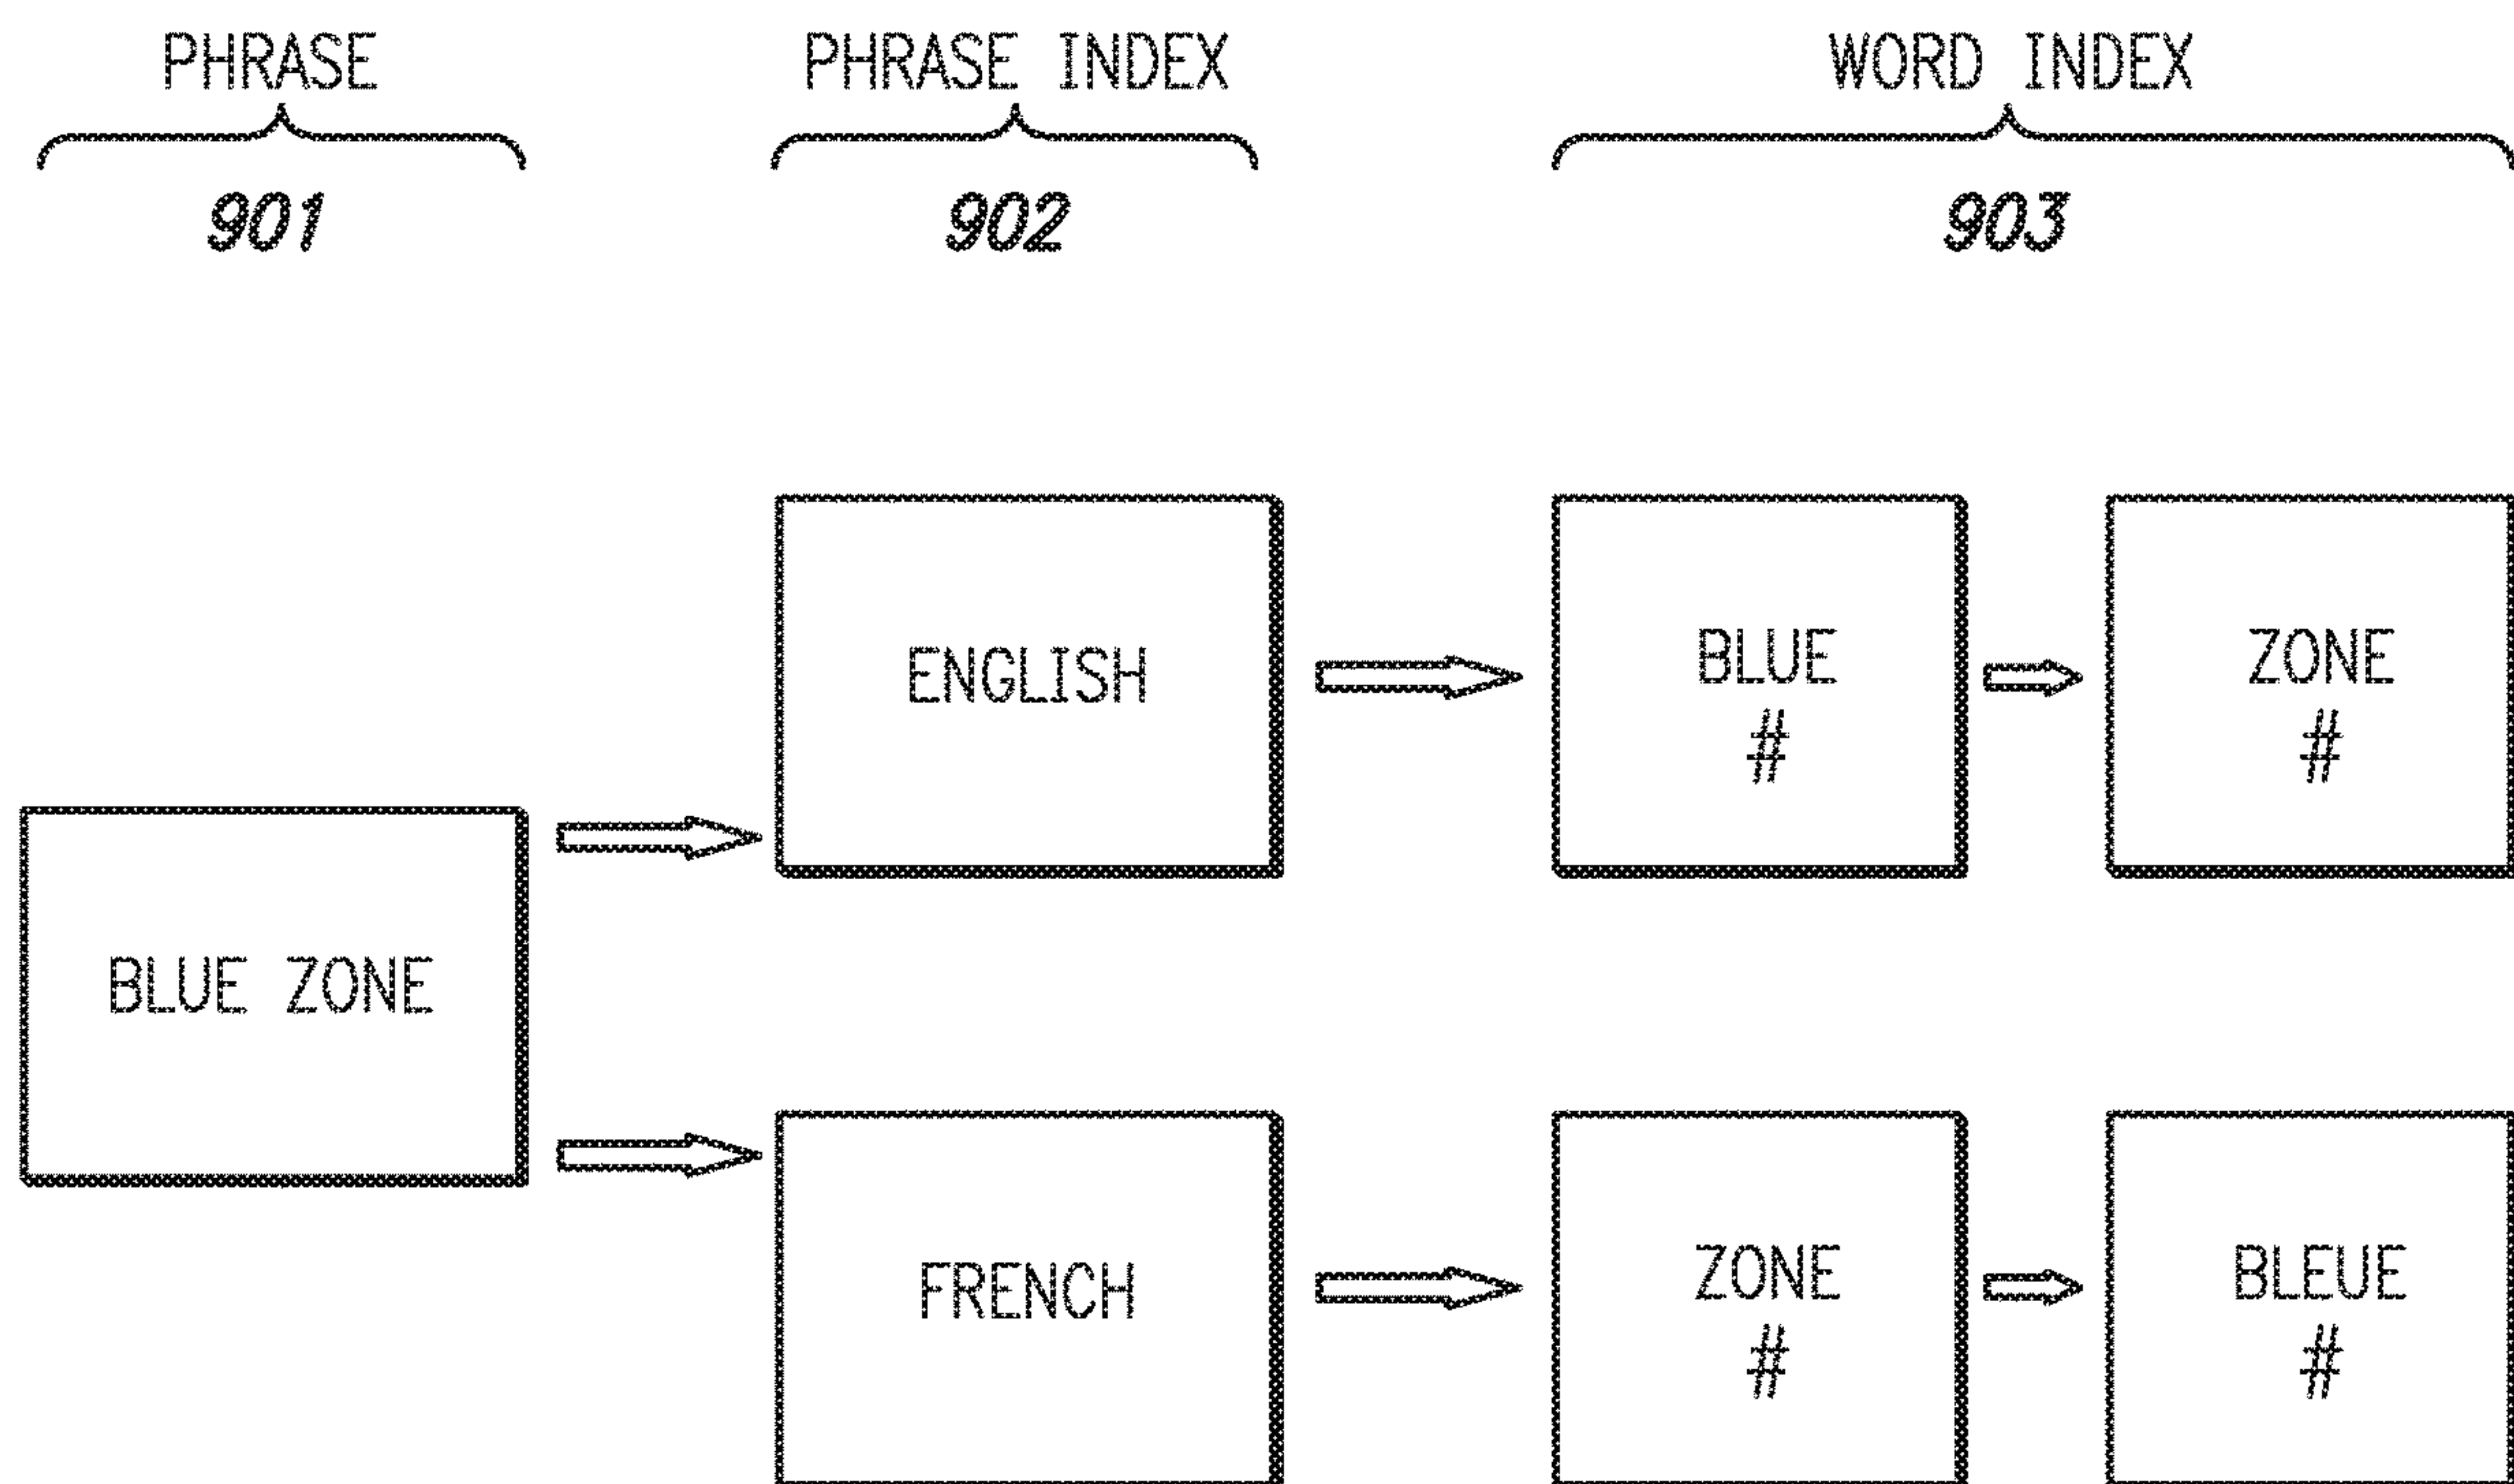 PHRASE
PHRASE INDEX
WORD INDEX
901
902
903
ENGLISH
BLUE
#
ZONE
#
BLUE ZONE
FRENCH
ZONE
#
BLEUE
#